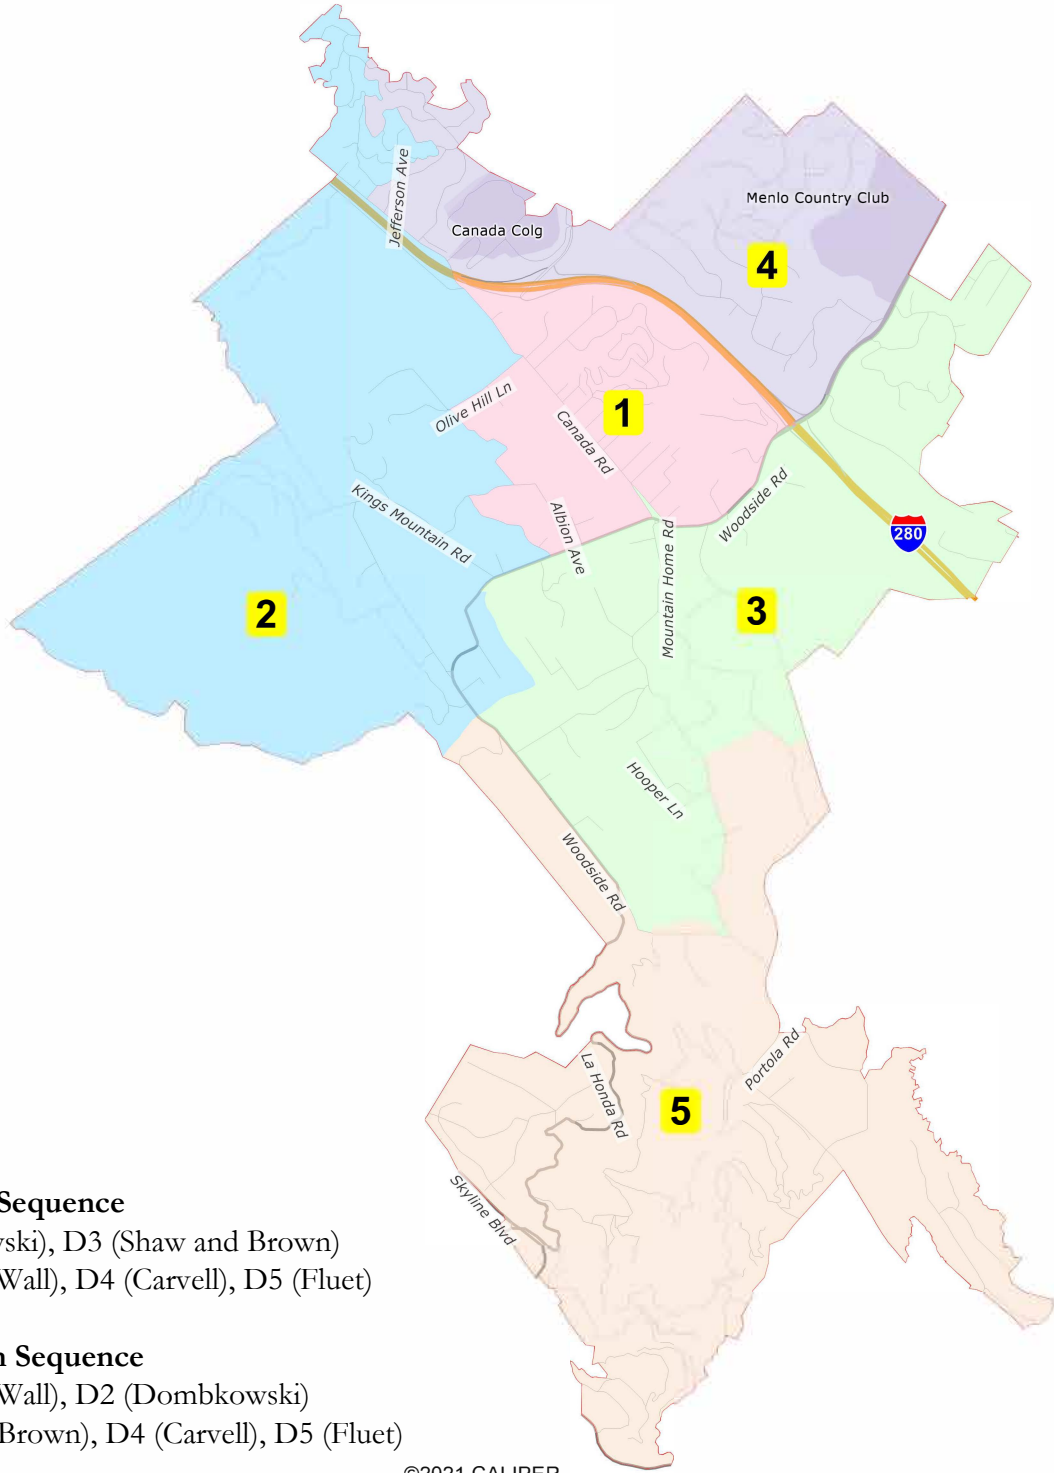 Jefferson Ave
Menlo Country Club
Canada Colg
4
Olive Hill Ln
1
Canada Rd
Kings Mountain Rd
Albion Ave
Woodside Rd
280
Mountain Home Rd
2
3
Hooper Ln
Woodside Rd
La Honda Rd
Portola Rd
5
Skyline Blvd
Sequence
ski), D3 (Shaw and Brown)
Wall), D4 (Carvell), D5 (Fluet)
Sequence
Wall), D2 (Dombkowski)
Brown), D4 (Carvell), D5 (Fluet)
©2021 CALIPER